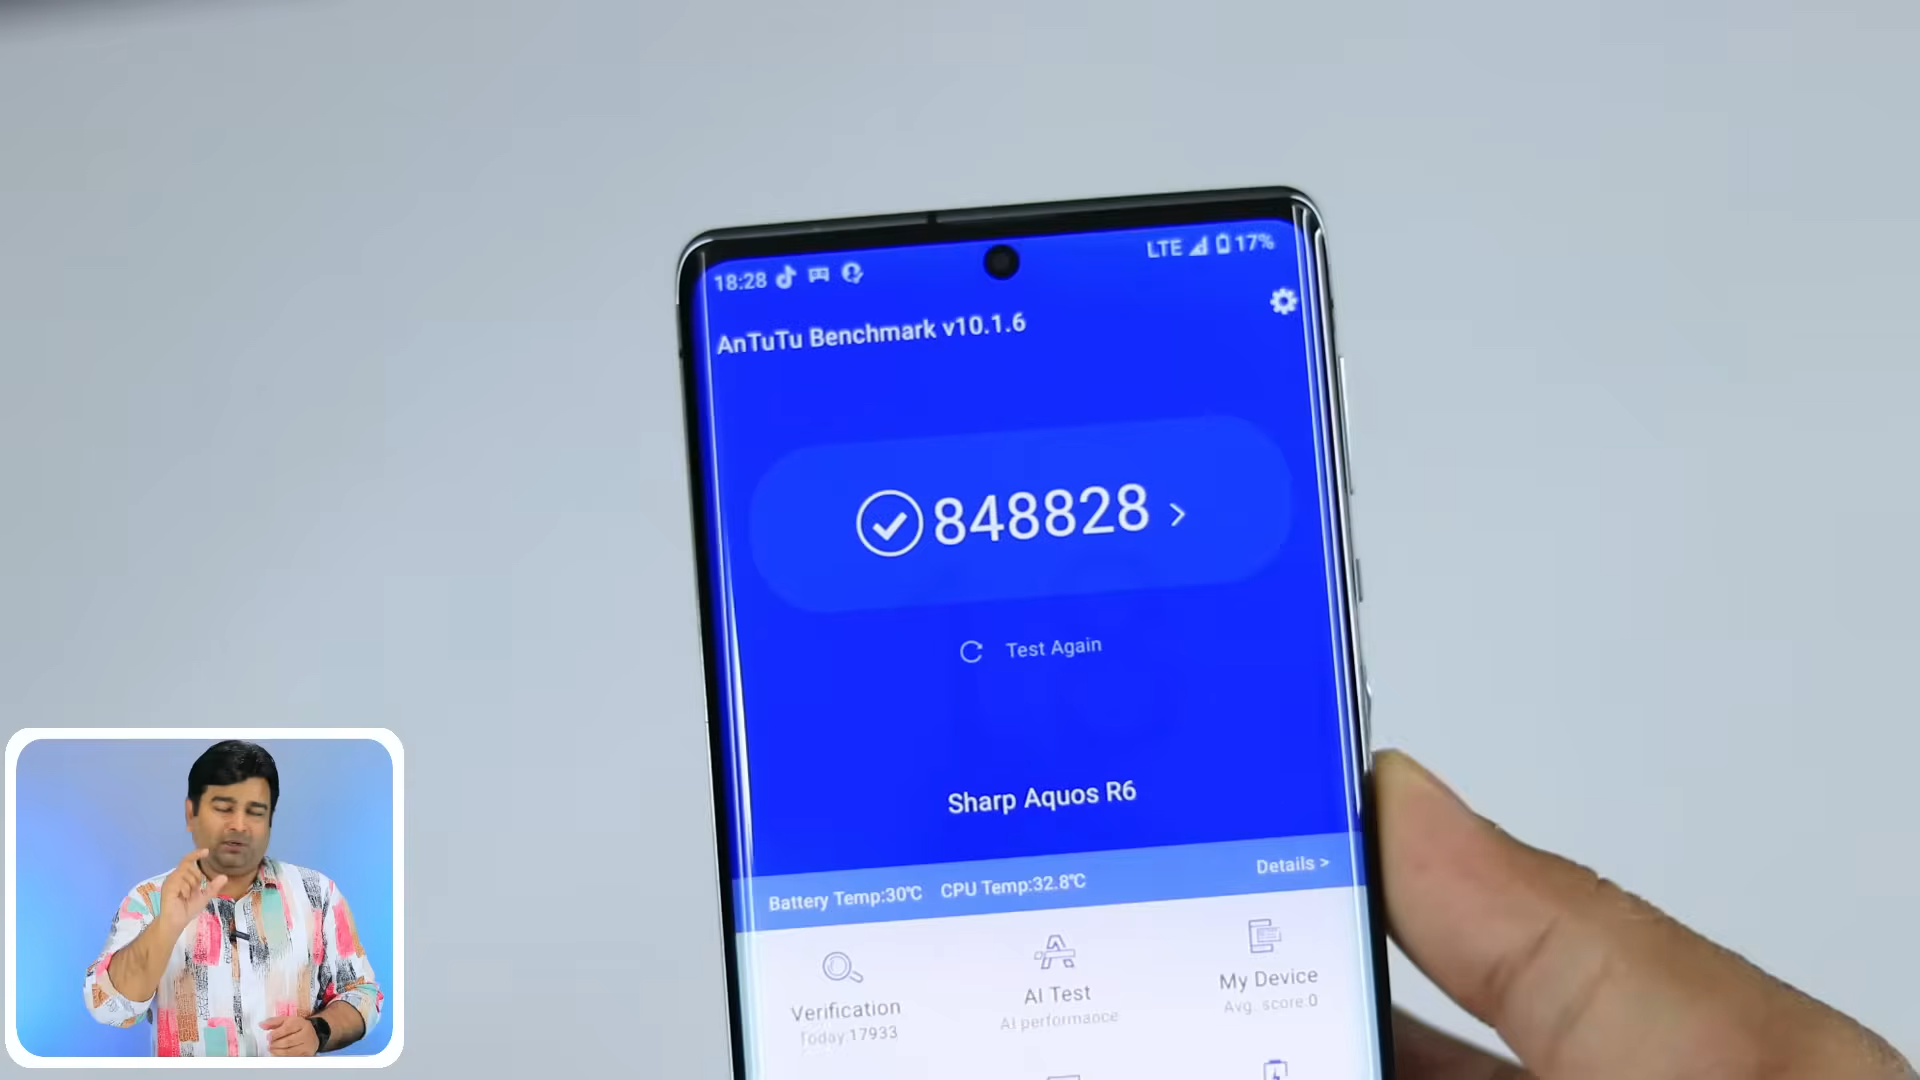 18:28 LTE 17%
AnTuTu Benchmark v10.1.6
848828 >
Test Again
Sharp Aquos R6
Battery Temp:30℃ CPU Temp:32.8℃ Details >
Verification AI Test My Device
Today:17933 AI performance Avg. score:0